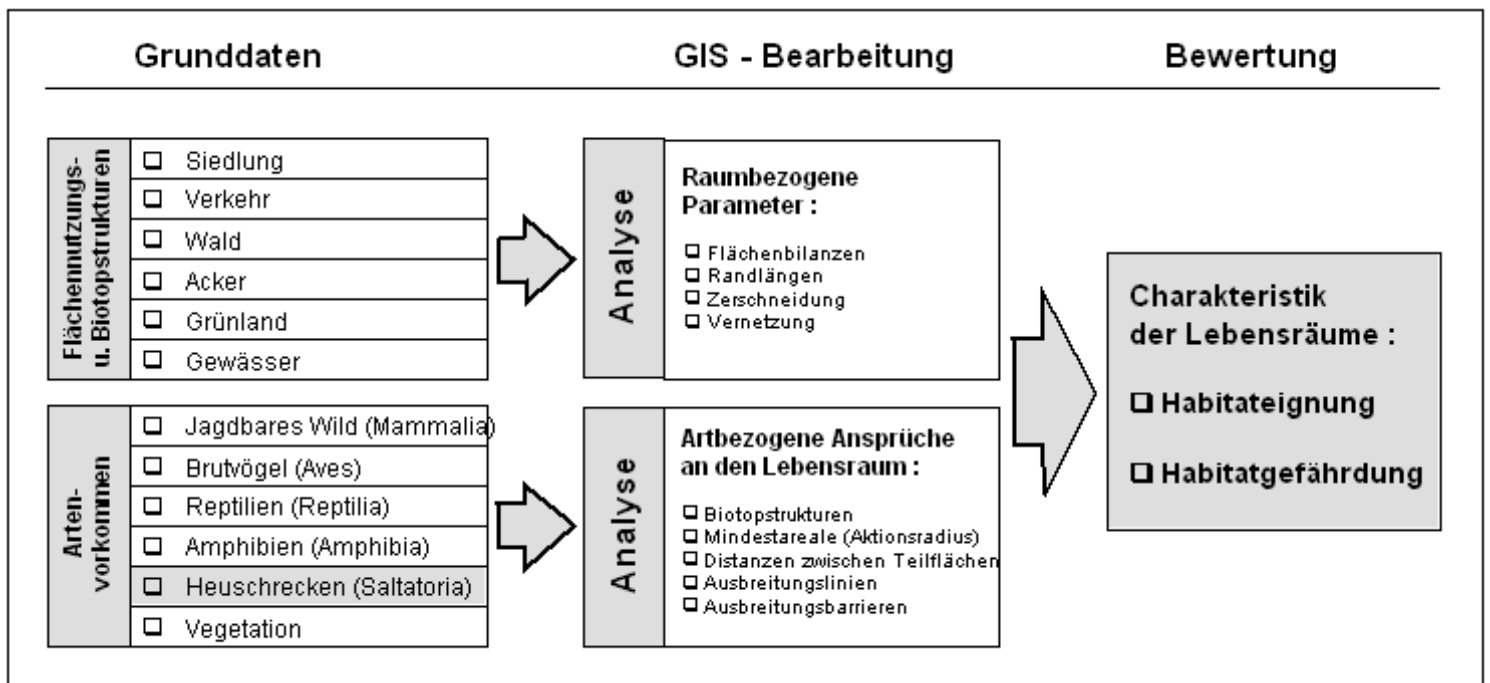 Grunddaten
GIS - Bearbeitung
Bewertung
Flächennutzungs-
u. Biotopstrukturen
Siedlung
Verkehr
Wald
Acker
Grünland
Gewässer
Analyse
Raumbezogene
Parameter :
Flächenbilanzen
Randlängen
Zerschneidung
Vernetzung
Arten-
vorkommen
Jagdbares Wild (Mammalia)
Brutvögel (Aves)
Reptilien (Reptilia)
Amphibien (Amphibia)
Heuschrecken (Saltatoria)
Vegetation
Analyse
Artbezogene Ansprüche
an den Lebensraum :
Biotopstrukturen
Mindestareale (Aktionsradius)
Distanzen zwischen Teilflächen
Ausbreitungslinien
Ausbreitungsbarrieren
Charakteristik
der Lebensräume :
Habitateignung
Habitatgefährdung